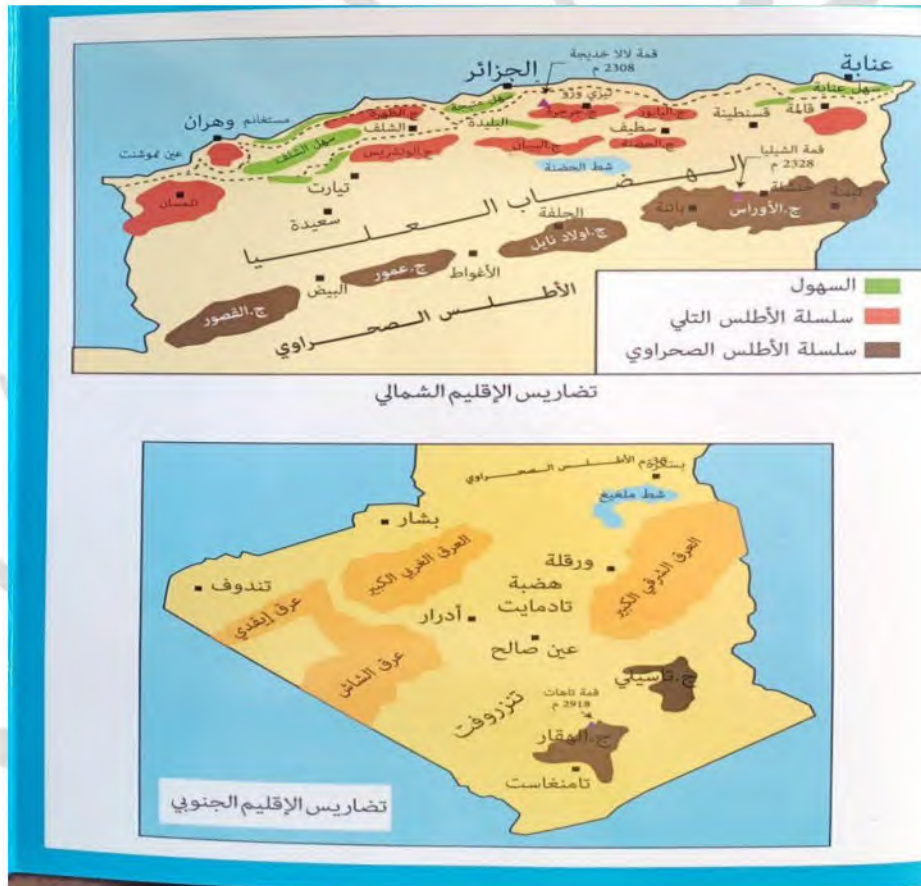 عنابة
سهل عنابة
قالمة
قسنطينة
قمة لالا خديجة
2308 م
الجزائر
تيزي وزو
ج.جرجرة
ج.البابور
سطيف
سهل متيجة
البليدة
ج.الظهرة
الشلف
مستغانم
وهران
سهل الشلف
عين تموشنت
ج.الونشريس
ج.البيبان
ج.الحضنة
شط الحضنة
قمة الشيليا
2328 م
خنشلة
تبسة
ج.الأوراس
باتنة
تلمسان
تيارت
سعيدة
الهضاب العليا
الجلفة
ج.اولاد نايل
الأغواط
ج.عمور
البيض
ج.القصور
الأطلس الصحراوي
السهول
سلسلة الأطلس التلي
سلسلة الأطلس الصحراوي
تضاريس الإقليم الشمالي
الأطلس الصحراوي
بسكرة
شط ملغيغ
بشار
العرق الغربي الكبير
العرق الشرقي الكبير
ورقلة
هضبة
تادمايت
تندوف
عرق إيقدي
أدرار
عين صالح
عرق الشاش
تنزروفت
ج.تاسيلي
قمة تاهات
2918 م
ج.الهقار
تامنغاست
تضاريس الإقليم الجنوبي